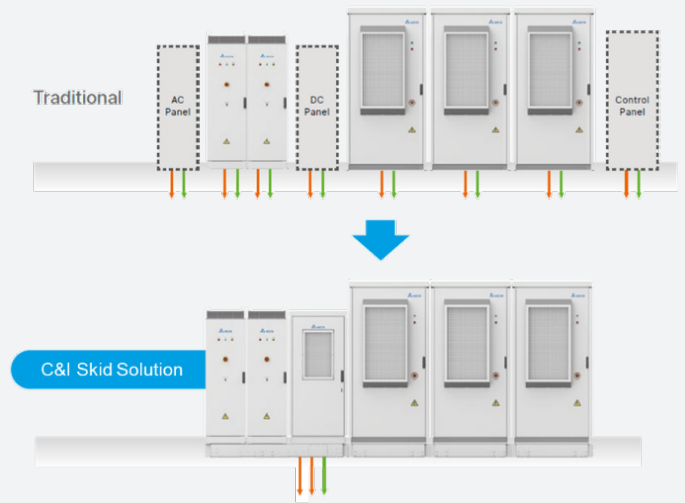 Traditional
AC
Panel
DC
Panel
Control
Panel
C&I Skid Solution